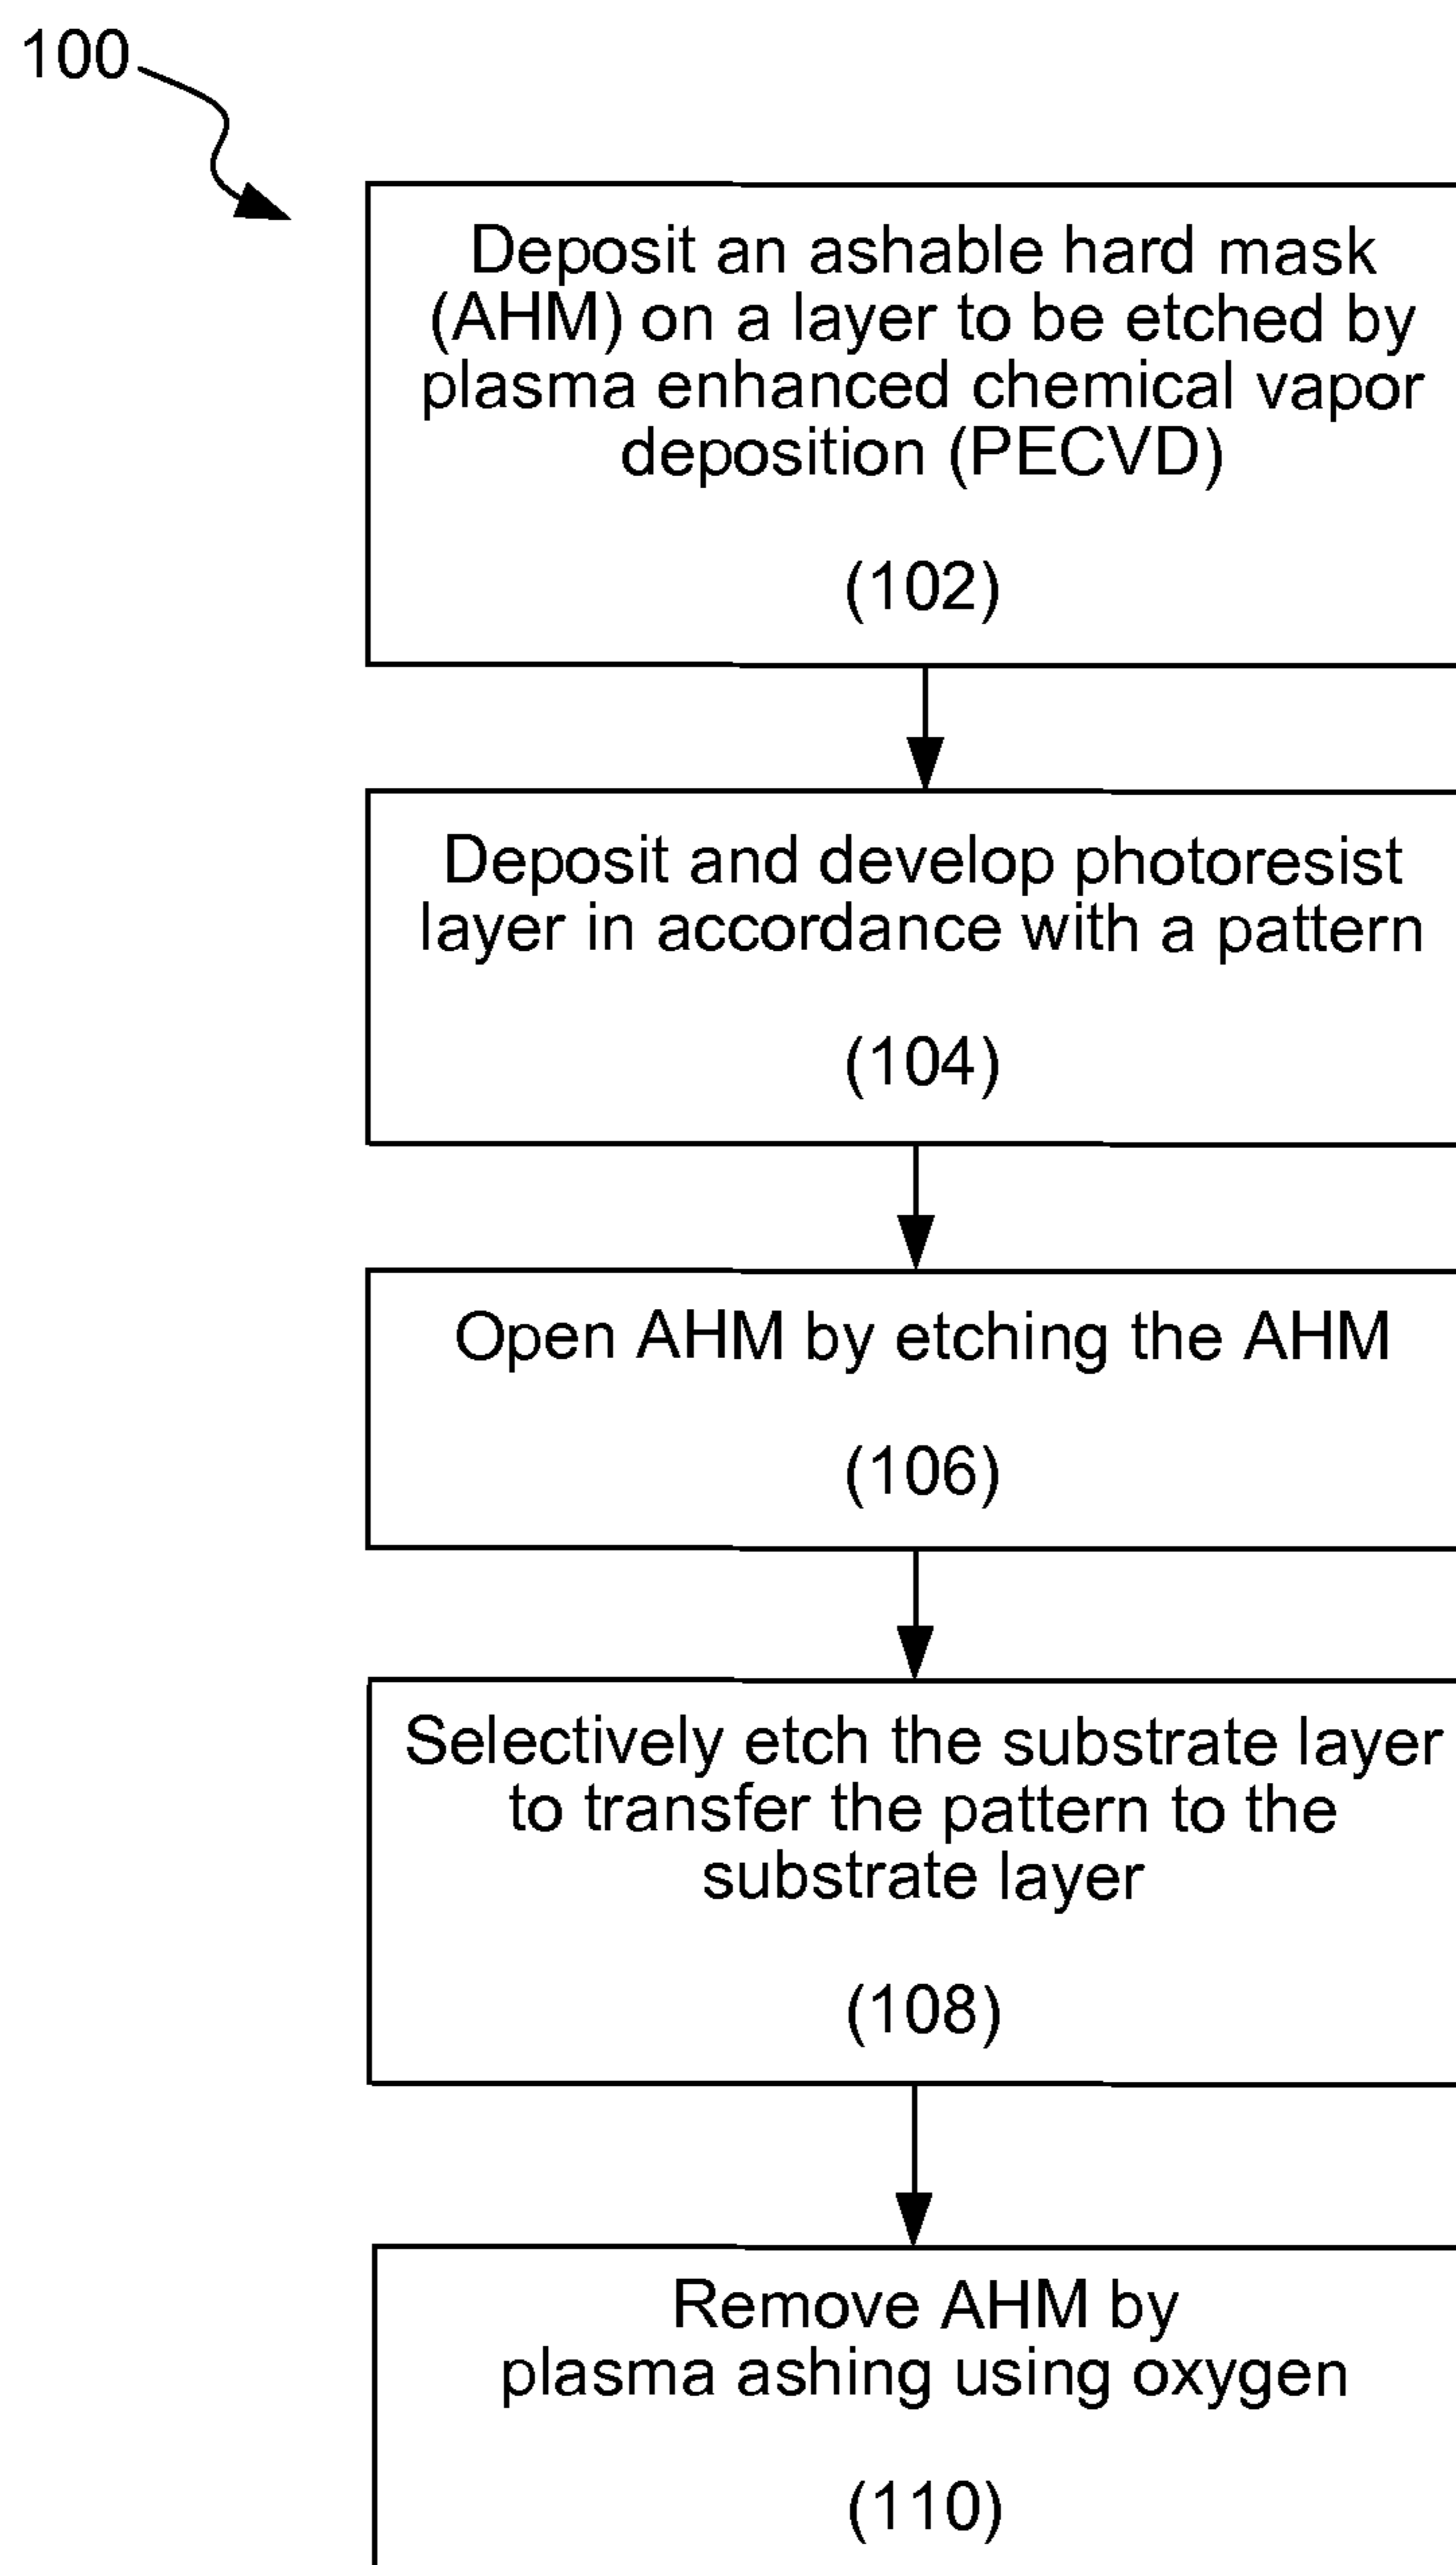 100
Deposit an ashable hard mask
(AHM) on a layer to be etched by
plasma enhanced chemical vapor
deposition (PECVD)
(102)
Deposit and develop photoresist
layer in accordance with a pattern
(104)
Open AHM by etching the AHM
(106)
Selectively etch the substrate layer
to transfer the pattern to the
substrate layer
(108)
Remove AHM by
plasma ashing using oxygen
(110)